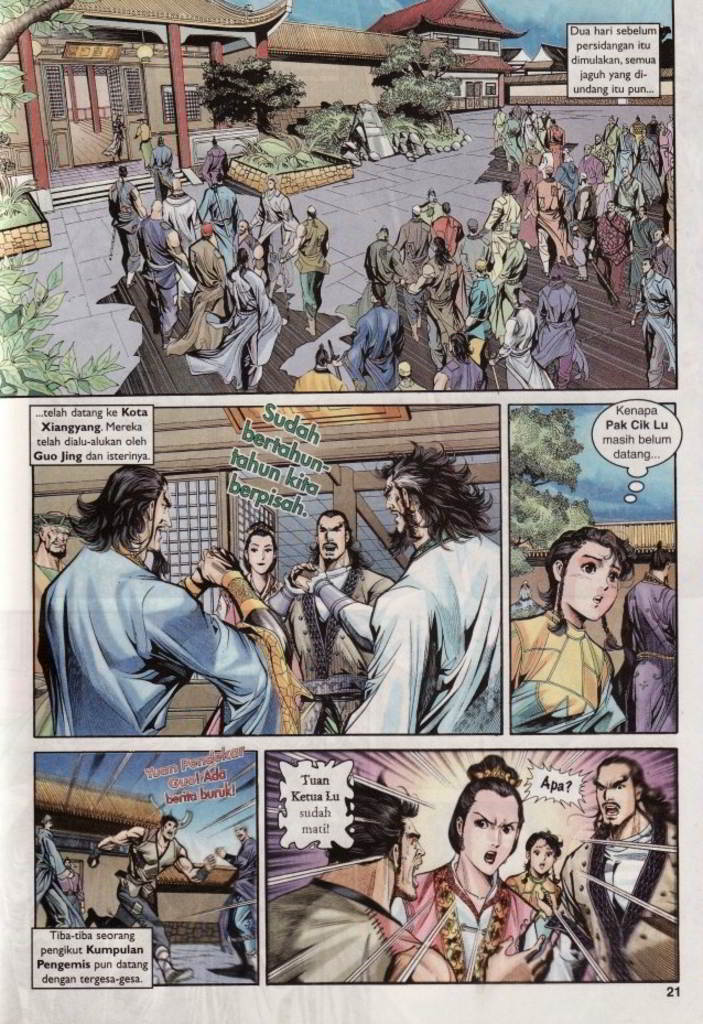 Dua hari sebelum
persidangan itu
dimulakan, semua
jaguh yang di-
undang itu pun...
...telah datang ke Kota
Xiangyang. Mereka
telah dialu-alukan oleh
Guo Jing dan isterinya.
Sudah
bertahun-
tahun kita
berpisah.
Kenapa
Pak Cik Lu
masih belum
datang...
Tuan Pendekar
Guo! Ada
berita buruk!
Tiba-tiba seorang
pengikut Kumpulan
Pengemis pun datang
dengan tergesa-gesa.
Tuan
Ketua Lu
sudah
mati!
Apa?
21